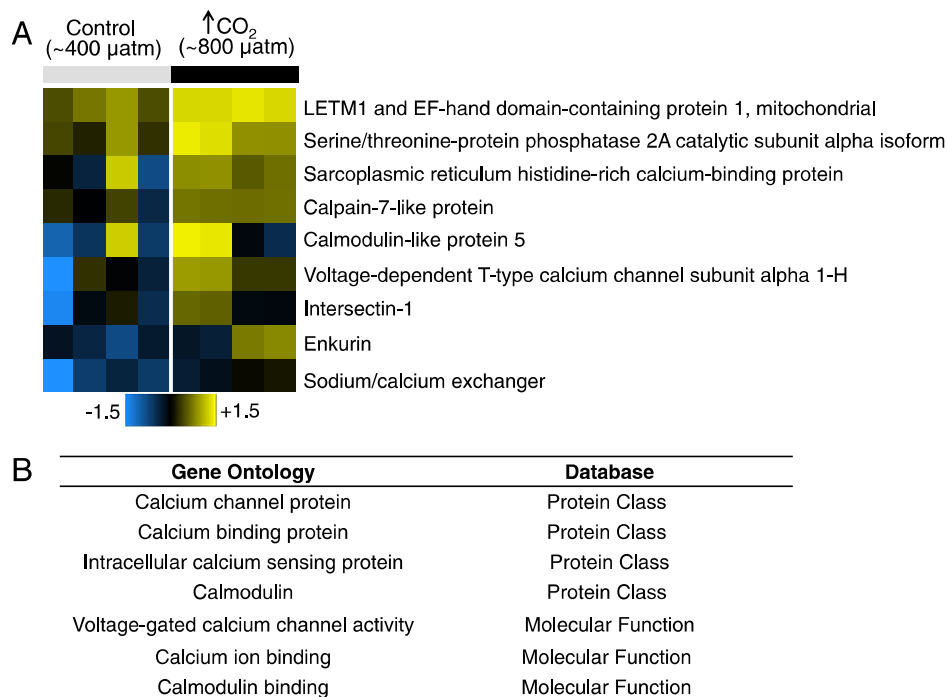 A
Control
(~400 µatm)
↑CO₂
(~800 µatm)
LETM1 and EF-hand domain-containing protein 1, mitochondrial
Serine/threonine-protein phosphatase 2A catalytic subunit alpha isoform
Sarcoplasmic reticulum histidine-rich calcium-binding protein
Calpain-7-like protein
Calmodulin-like protein 5
Voltage-dependent T-type calcium channel subunit alpha 1-H
Intersectin-1
Enkurin
Sodium/calcium exchanger
-1.5 +1.5
B
Gene Ontology Database
Calcium channel protein Protein Class
Calcium binding protein Protein Class
Intracellular calcium sensing protein Protein Class
Calmodulin Protein Class
Voltage-gated calcium channel activity Molecular Function
Calcium ion binding Molecular Function
Calmodulin binding Molecular Function